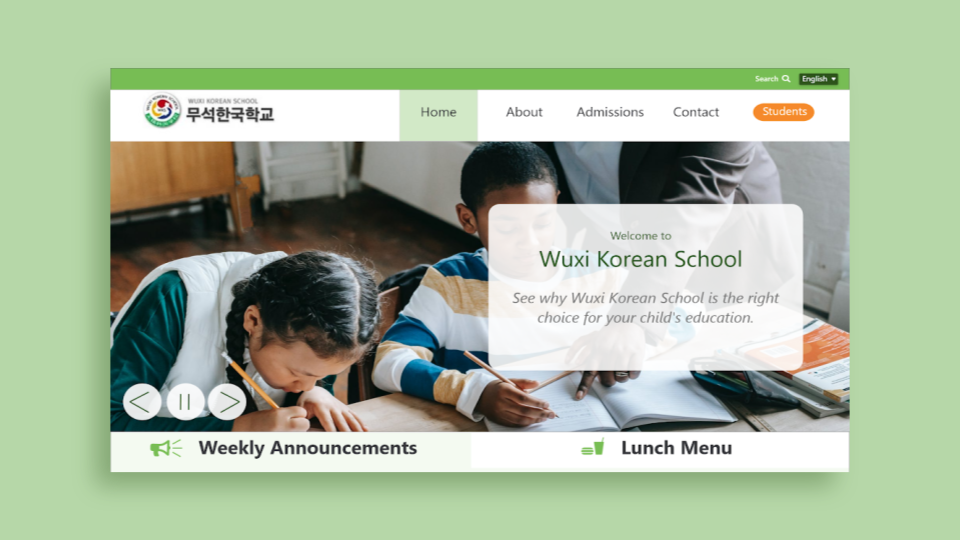 Search
English
WUXI KOREAN SCHOOL
무석한국학교
Home
About
Admissions
Contact
Students
Welcome to
Wuxi Korean School
See why Wuxi Korean School is the right
choice for your child's education.
Weekly Announcements
Lunch Menu